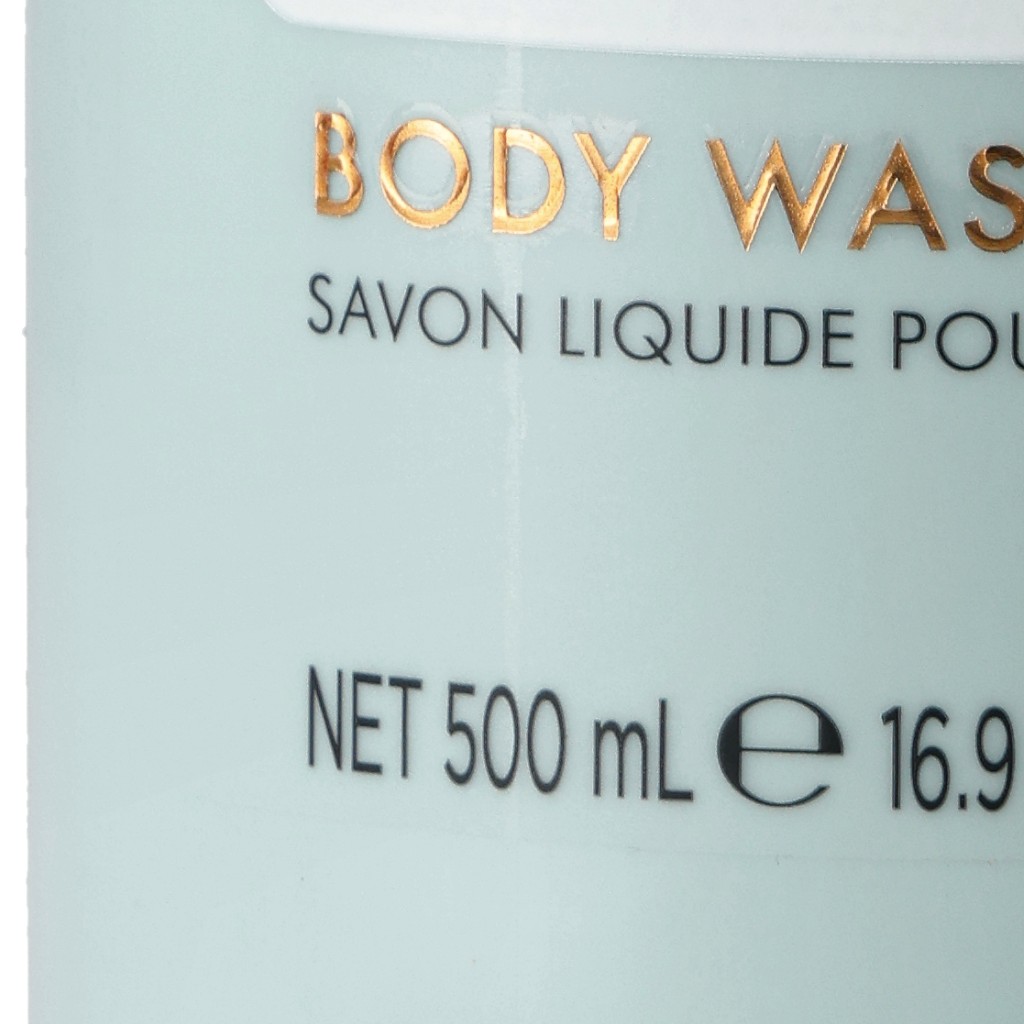 BODY WAS
SAVON LIQUIDE POU
NET 500 mL ℮ 16.9